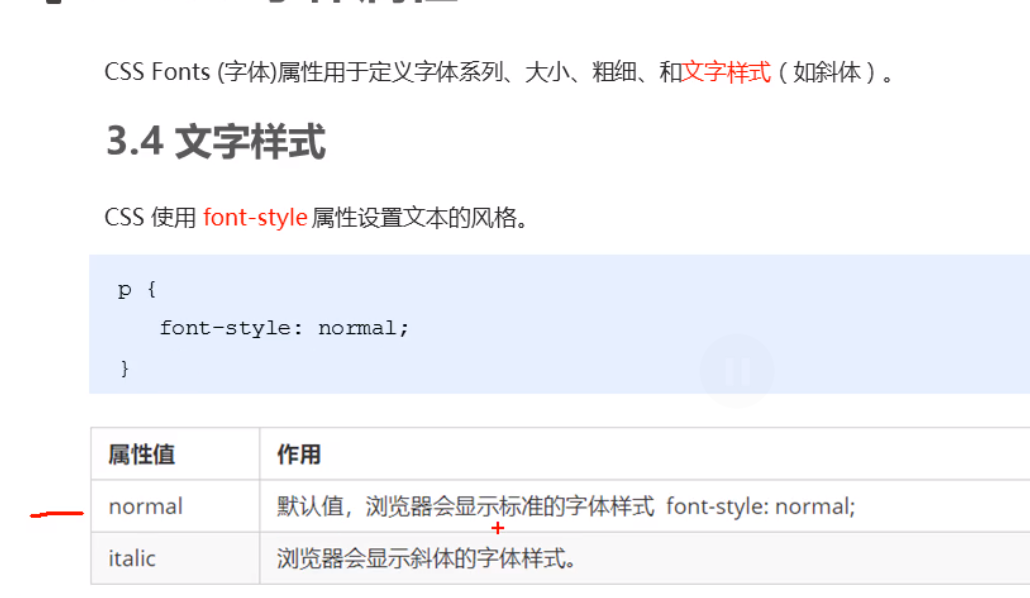 CSS Fonts (字体)属性用于定义字体系列、大小、粗细、和文字样式（如斜体）。
3.4 文字样式
CSS 使用 font-style 属性设置文本的风格。
p {
font-style: normal;
}
属性值 作用
normal 默认值，浏览器会显示标准的字体样式 font-style: normal;
italic 浏览器会显示斜体的字体样式。